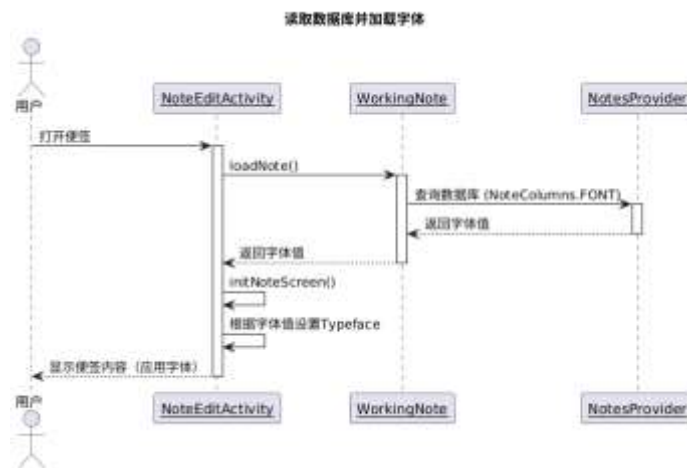 读取数据库并加载字体
用户
NoteEditActivity
WorkingNote
NotesProvider
打开便签
loadNote()
查询数据库 (NoteColumns.FONT)
返回字体值
返回字体值
initNoteScreen()
根据字体值设置Typeface
显示便签内容（应用字体）
用户
NoteEditActivity
WorkingNote
NotesProvider